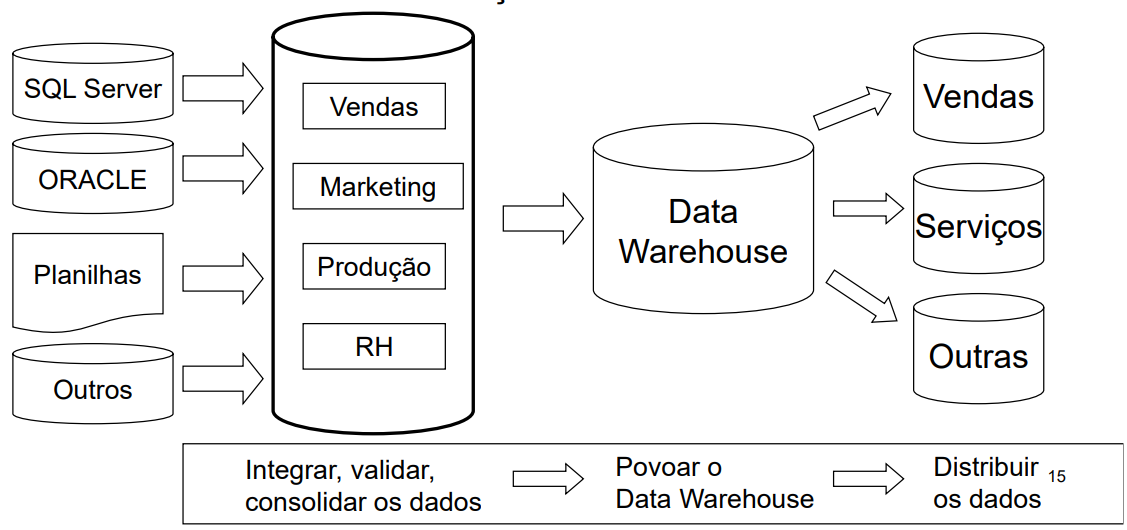 SQL Server
ORACLE
Planilhas
Outros
Vendas
Marketing
Produção
RH
Data
Warehouse
Vendas
Serviços
Outras
Integrar, validar,
consolidar os dados
Povoar o
Data Warehouse
Distribuir
os dados
15